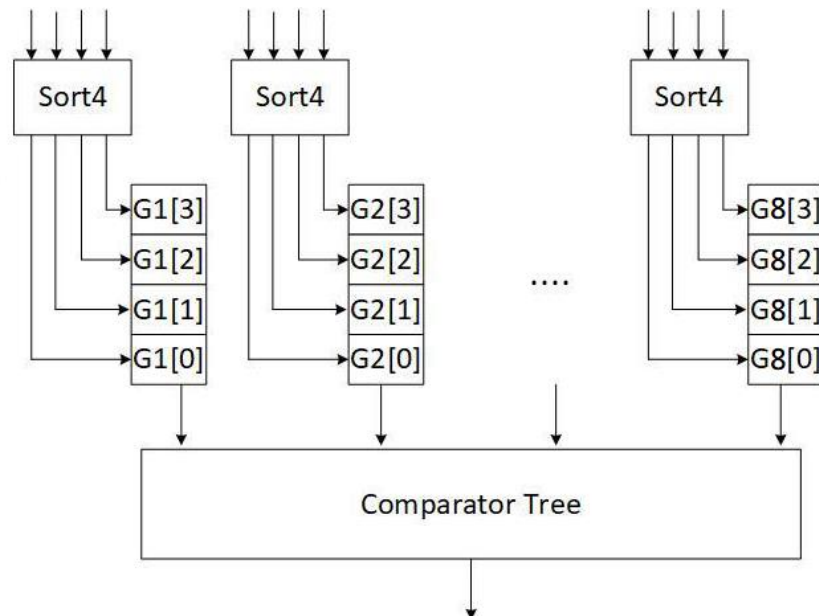 Sort4 Sort4 Sort4
G1[3] G2[3] G8[3]
G1[2] G2[2] G8[2]
....
G1[1] G2[1] G8[1]
G1[0] G2[0] G8[0]
Comparator Tree